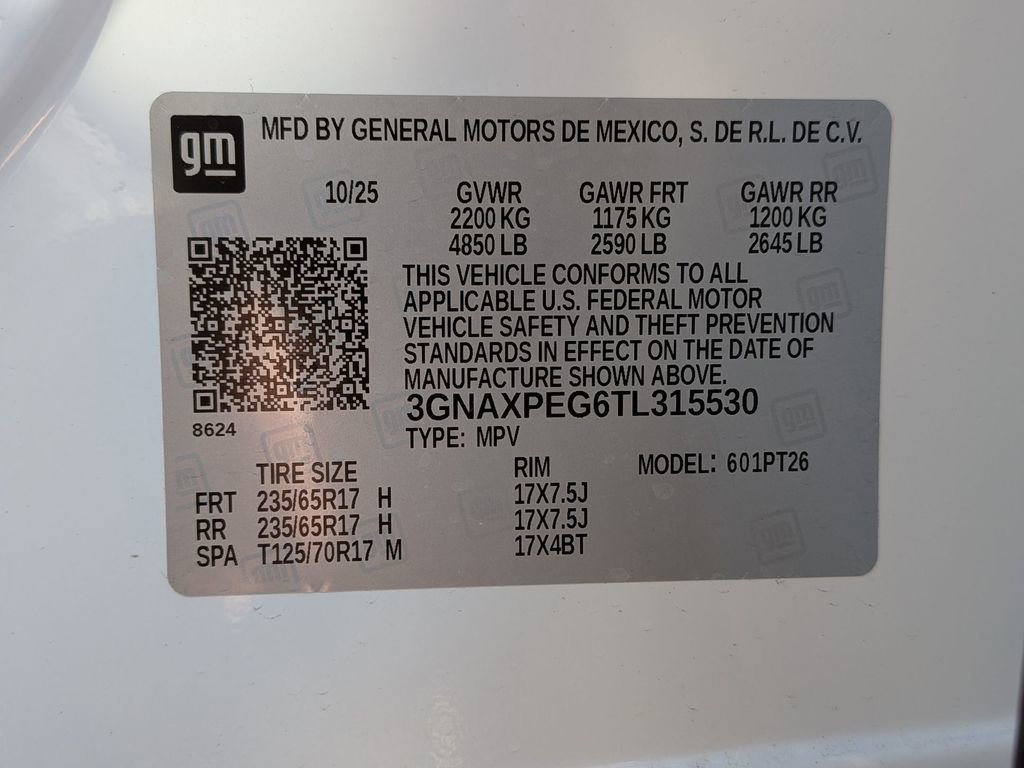 gm MFD BY GENERAL MOTORS DE MEXICO, S. DE R.L. DE C.V.
10/25 GVWR GAWR FRT GAWR RR
2200 KG 1175 KG 1200 KG
4850 LB 2590 LB 2645 LB
THIS VEHICLE CONFORMS TO ALL
APPLICABLE U.S. FEDERAL MOTOR
VEHICLE SAFETY AND THEFT PREVENTION
STANDARDS IN EFFECT ON THE DATE OF
MANUFACTURE SHOWN ABOVE.
3GNAXPEG6TL315530
8624
TYPE: MPV
TIRE SIZE RIM MODEL: 601PT26
FRT 235/65R17 H 17X7.5J
RR 235/65R17 H 17X7.5J
SPA T125/70R17 M 17X4BT